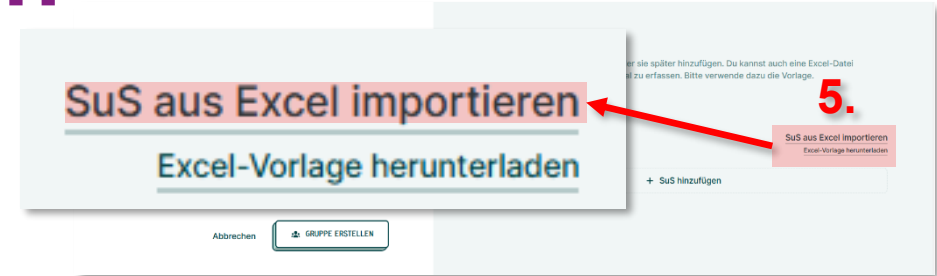 er sie später hinzufügen. Du kannst auch eine Excel-Datei
al zu erfassen. Bitte verwende dazu die Vorlage.
5.
SuS aus Excel importieren
Excel-Vorlage herunterladen
SuS aus Excel importieren
Excel-Vorlage herunterladen
+ SuS hinzufügen
Abbrechen
GRUPPE ERSTELLEN